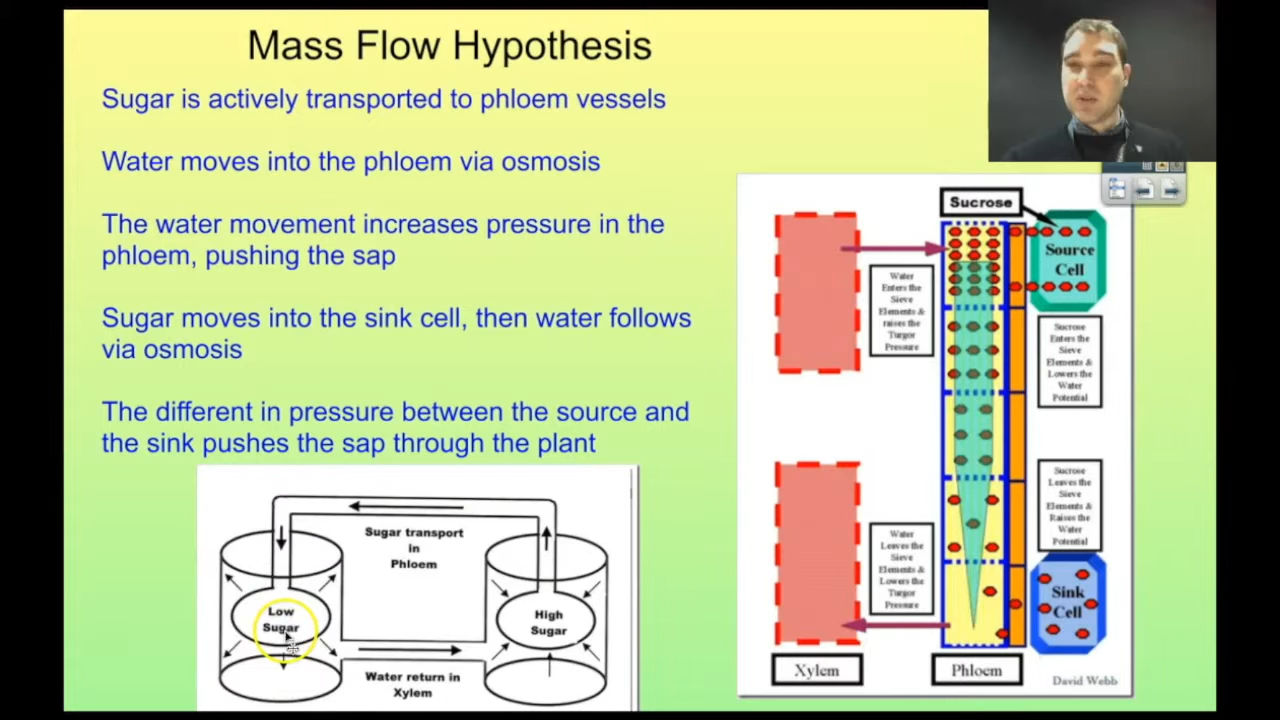 Mass Flow Hypothesis
Sugar is actively transported to phloem vessels
Water moves into the phloem via osmosis
The water movement increases pressure in the
phloem, pushing the sap
Sugar moves into the sink cell, then water follows
via osmosis
The different in pressure between the source and
the sink pushes the sap through the plant
Sugar transport
in
Phloem
Low
Sugar
High
Sugar
Water return in
Xylem
Sucrose
Source
Cell
Water
Enters the
Sieve
Elements &
raises the
Turgor
Pressure
Sucrose
Enters the
Sieve
Elements &
Lowers the
Water
Potential
Sucrose
Leaves the
Sieve
Elements &
Raises the
Water
Potential
Water
Leaves the
Sieve
Elements &
Lowers the
Turgor
Pressure
Sink
Cell
Xylem
Phloem
David Webb